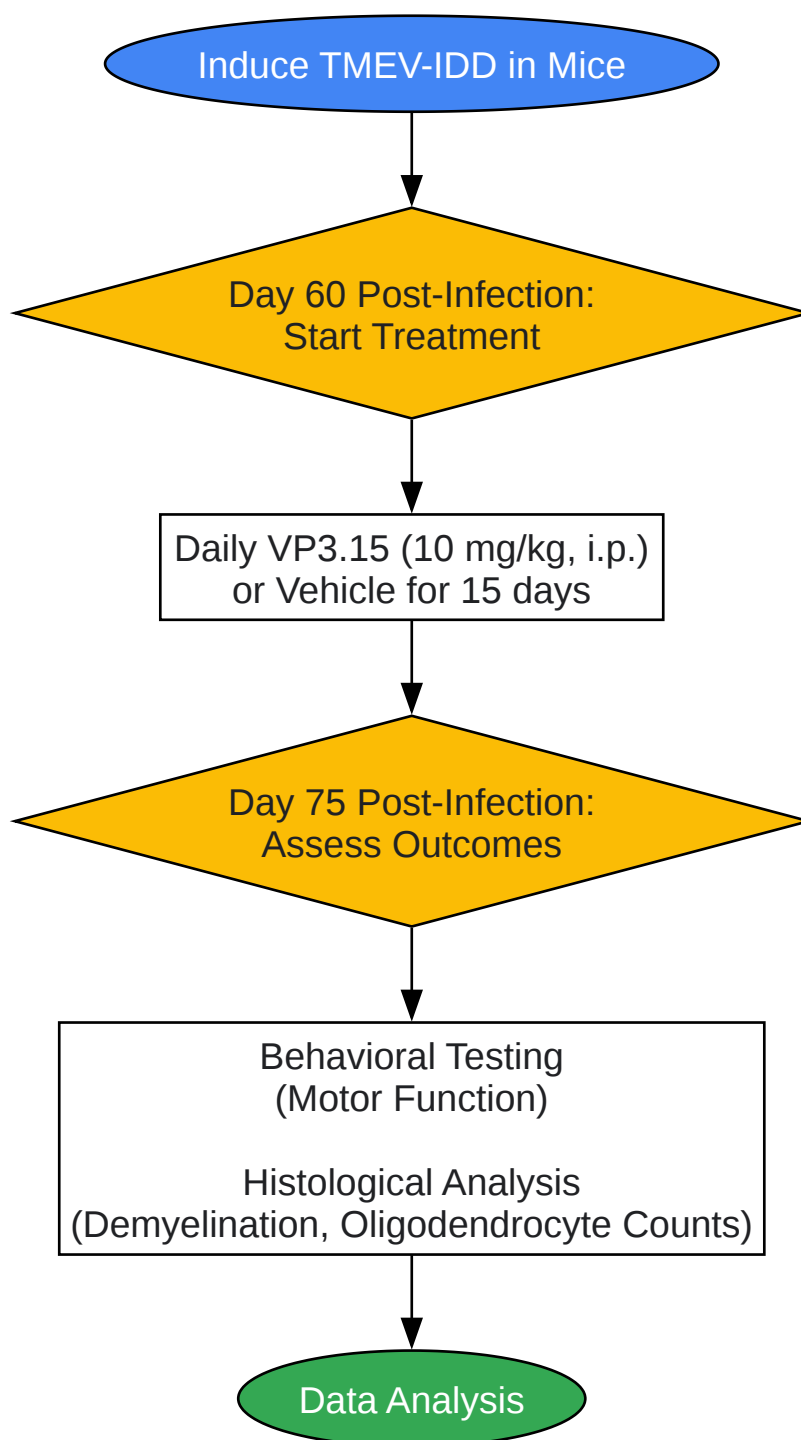 Induce TMEV-IDD in Mice
Day 60 Post-Infection:
Start Treatment
Daily VP3.15 (10 mg/kg, i.p.)
or Vehicle for 15 days
Day 75 Post-Infection:
Assess Outcomes
Behavioral Testing
(Motor Function)
Histological Analysis
(Demyelination, Oligodendrocyte Counts)
Data Analysis